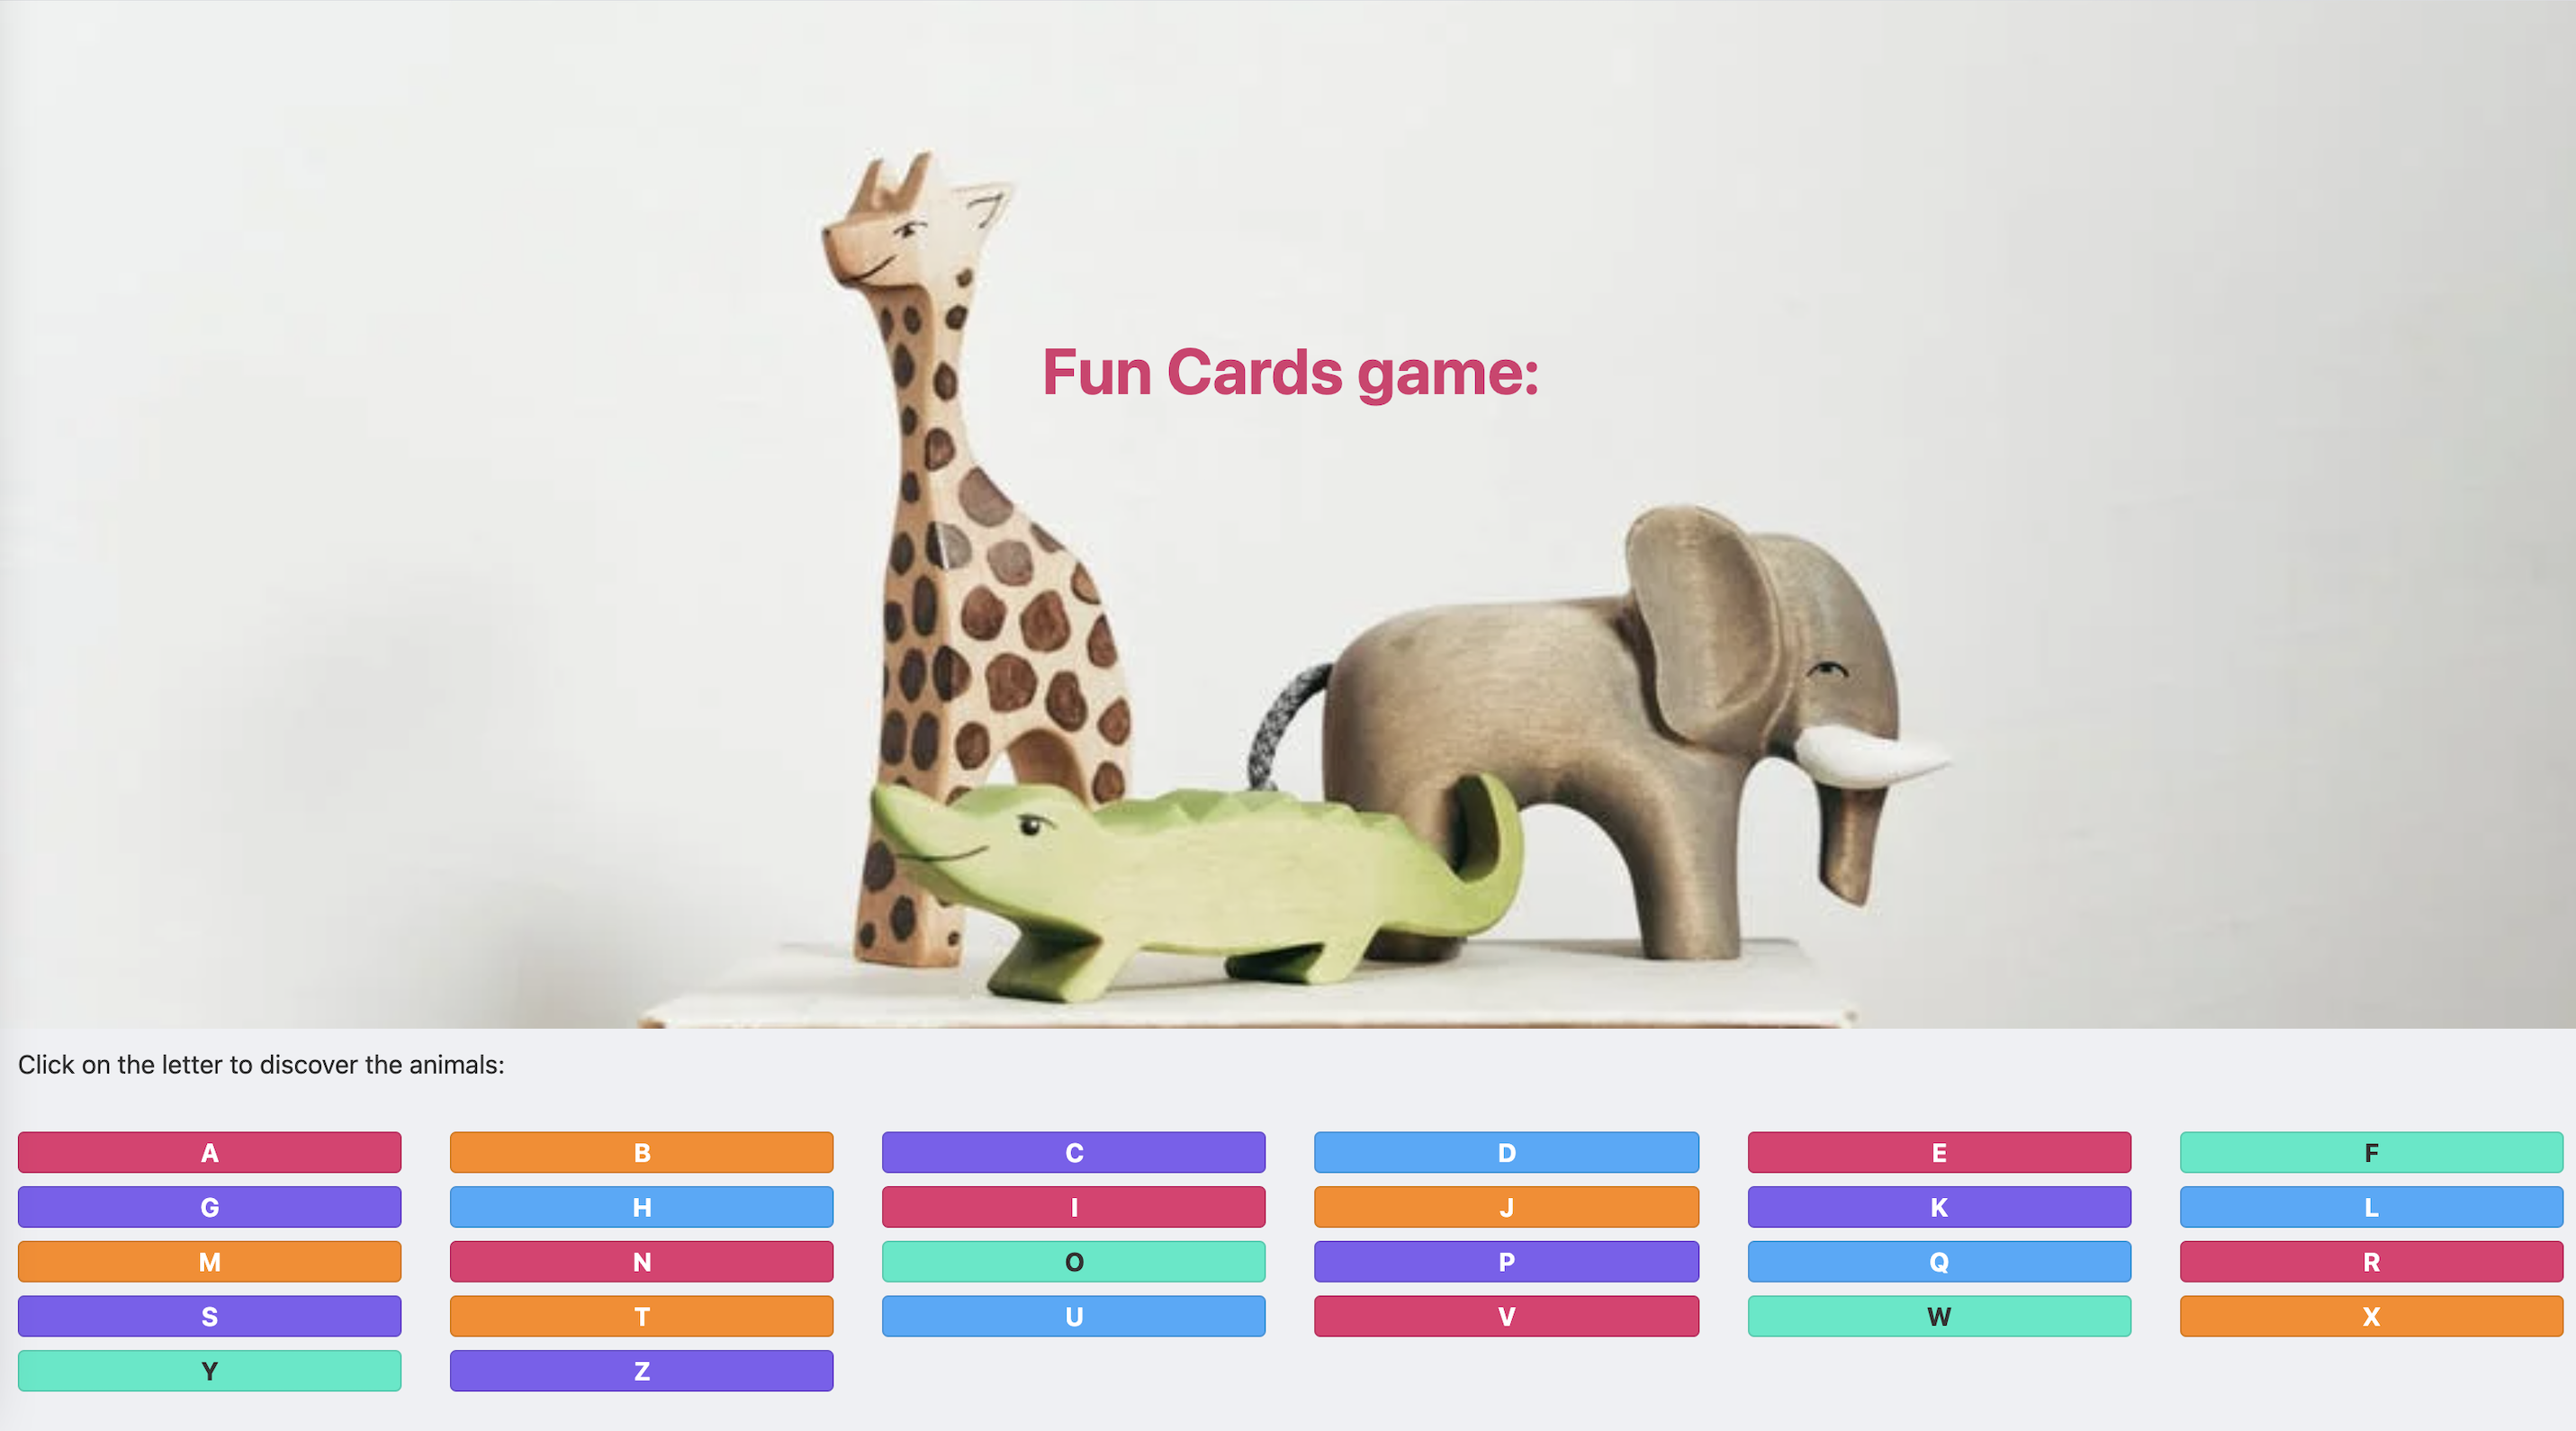 Fun Cards game:
Click on the letter to discover the animals:
A B C D E F
G H I J K L
M N O P Q R
S T U V W X
Y Z